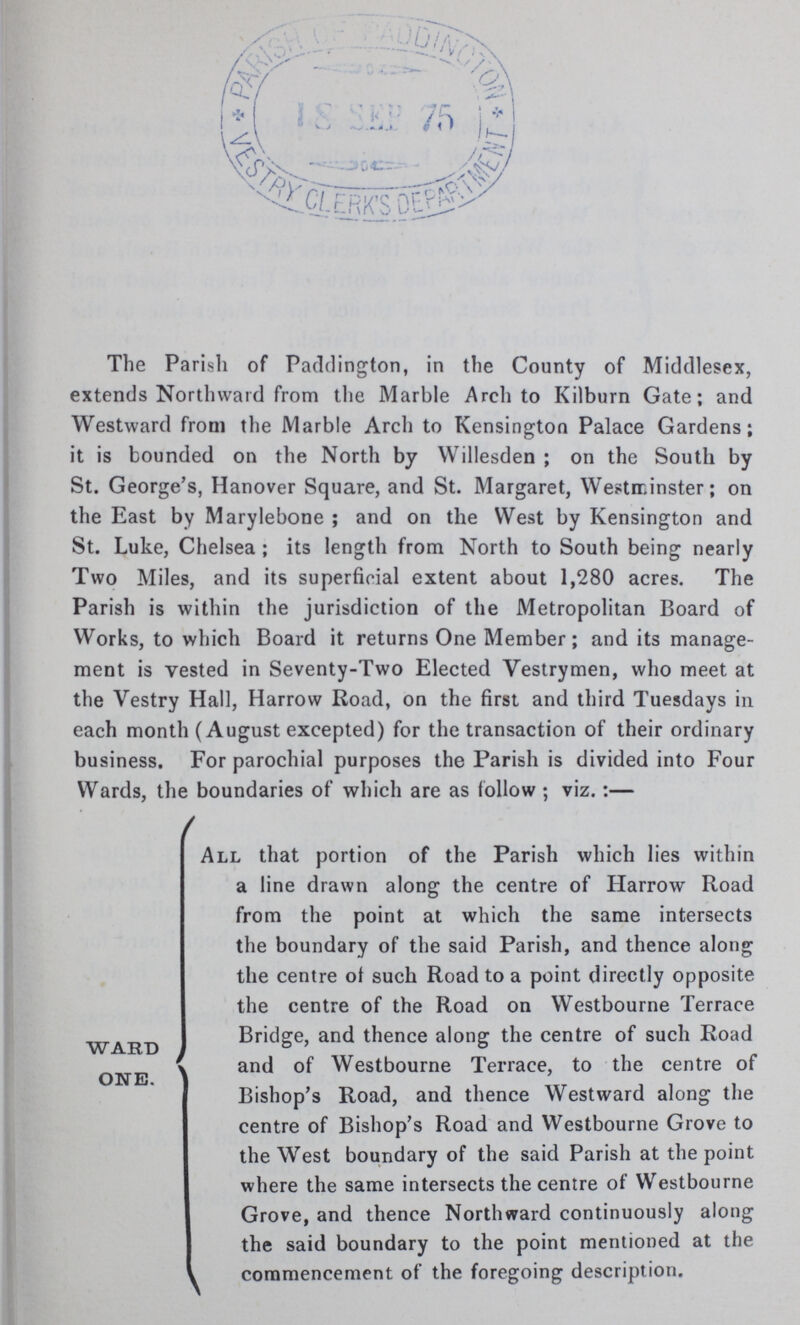 PARISH OF PADDINGTON
SEP 75
VESTRY CLERK'S DEPARTMENT
The Parish of Paddington, in the County of Middlesex,
extends Northward from the Marble Arch to Kilburn Gate; and
Westward from the Marble Arch to Kensington Palace Gardens;
it is bounded on the North by Willesden ; on the South by
St. George's, Hanover Square, and St. Margaret, Westminster; on
the East by Marylebone ; and on the West by Kensington and
St. Luke, Chelsea ; its length from North to South being nearly
Two Miles, and its superficial extent about 1,280 acres. The
Parish is within the jurisdiction of the Metropolitan Board of
Works, to which Board it returns One Member ; and its manage-
ment is vested in Seventy-Two Elected Vestrymen, who meet at
the Vestry Hall, Harrow Road, on the first and third Tuesdays in
each month (August excepted) for the transaction of their ordinary
business. For parochial purposes the Parish is divided into Four
Wards, the boundaries of which are as follow ; viz. :—
WARD
ONE.
ALL that portion of the Parish which lies within
a line drawn along the centre of Harrow Road
from the point at which the same intersects
the boundary of the said Parish, and thence along
the centre of such Road to a point directly opposite
the centre of the Road on Westbourne Terrace
Bridge, and thence along the centre of such Road
and of Westbourne Terrace, to the centre of
Bishop's Road, and thence Westward along the
centre of Bishop's Road and Westbourne Grove to
the West boundary of the said Parish at the point
where the same intersects the centre of Westbourne
Grove, and thence Northward continuously along
the said boundary to the point mentioned at the
commencement of the foregoing description.